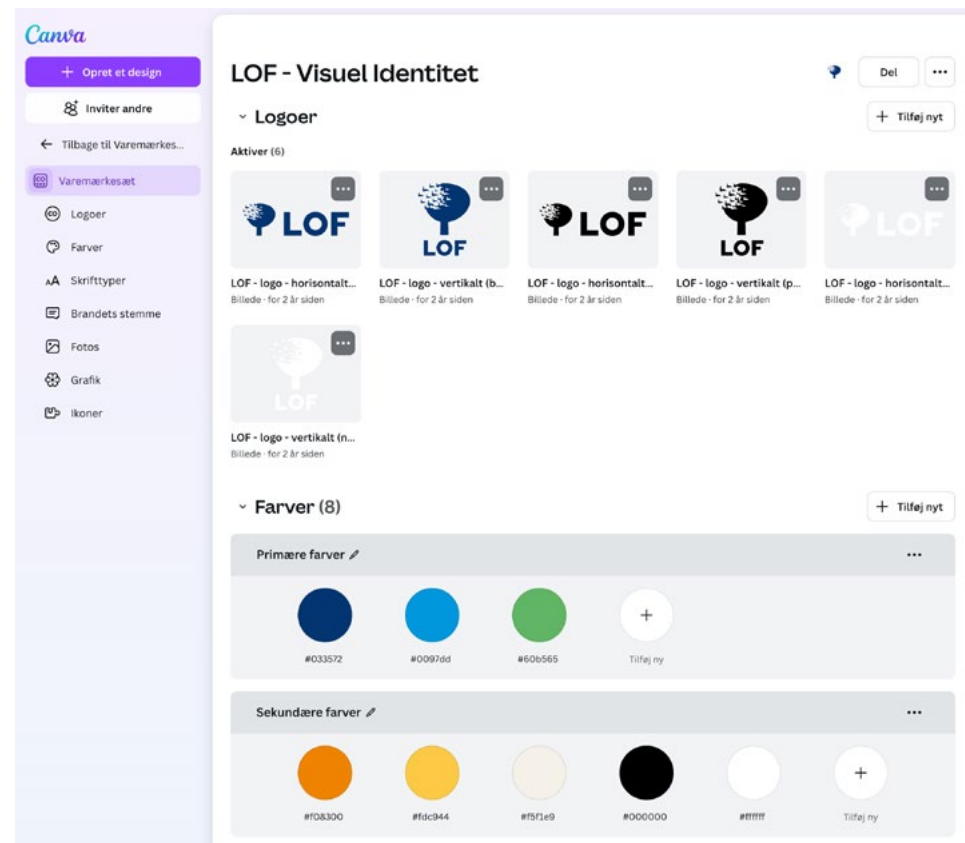 Canva
Opret et design
Inviter andre
Tilbage til Varemærkes...
Varemærkesæt
Logoer
Farver
Skrifttyper
Brandets stemme
Fotos
Grafik
Ikoner
LOF - Visuel Identitet
Del
Logoer
Tilføj nyt
Aktiver (6)
LOF
LOF
LOF
LOF
LOF
LOF - logo - horisontalt...
LOF - logo - vertikalt (b...
LOF - logo - horisontalt...
LOF - logo - vertikalt (p...
LOF - logo - horisontalt...
Billede · for 2 år siden
Billede · for 2 år siden
Billede · for 2 år siden
Billede · for 2 år siden
Billede · for 2 år siden
LOF
LOF - logo - vertikalt (n...
Billede · for 2 år siden
Farver (8)
Tilføj nyt
Primære farver
#033572
#0097dd
#60b565
Tilføj ny
Sekundære farver
#f08300
#fdc944
#f5f1e9
#000000
#ffffff
Tilføj ny